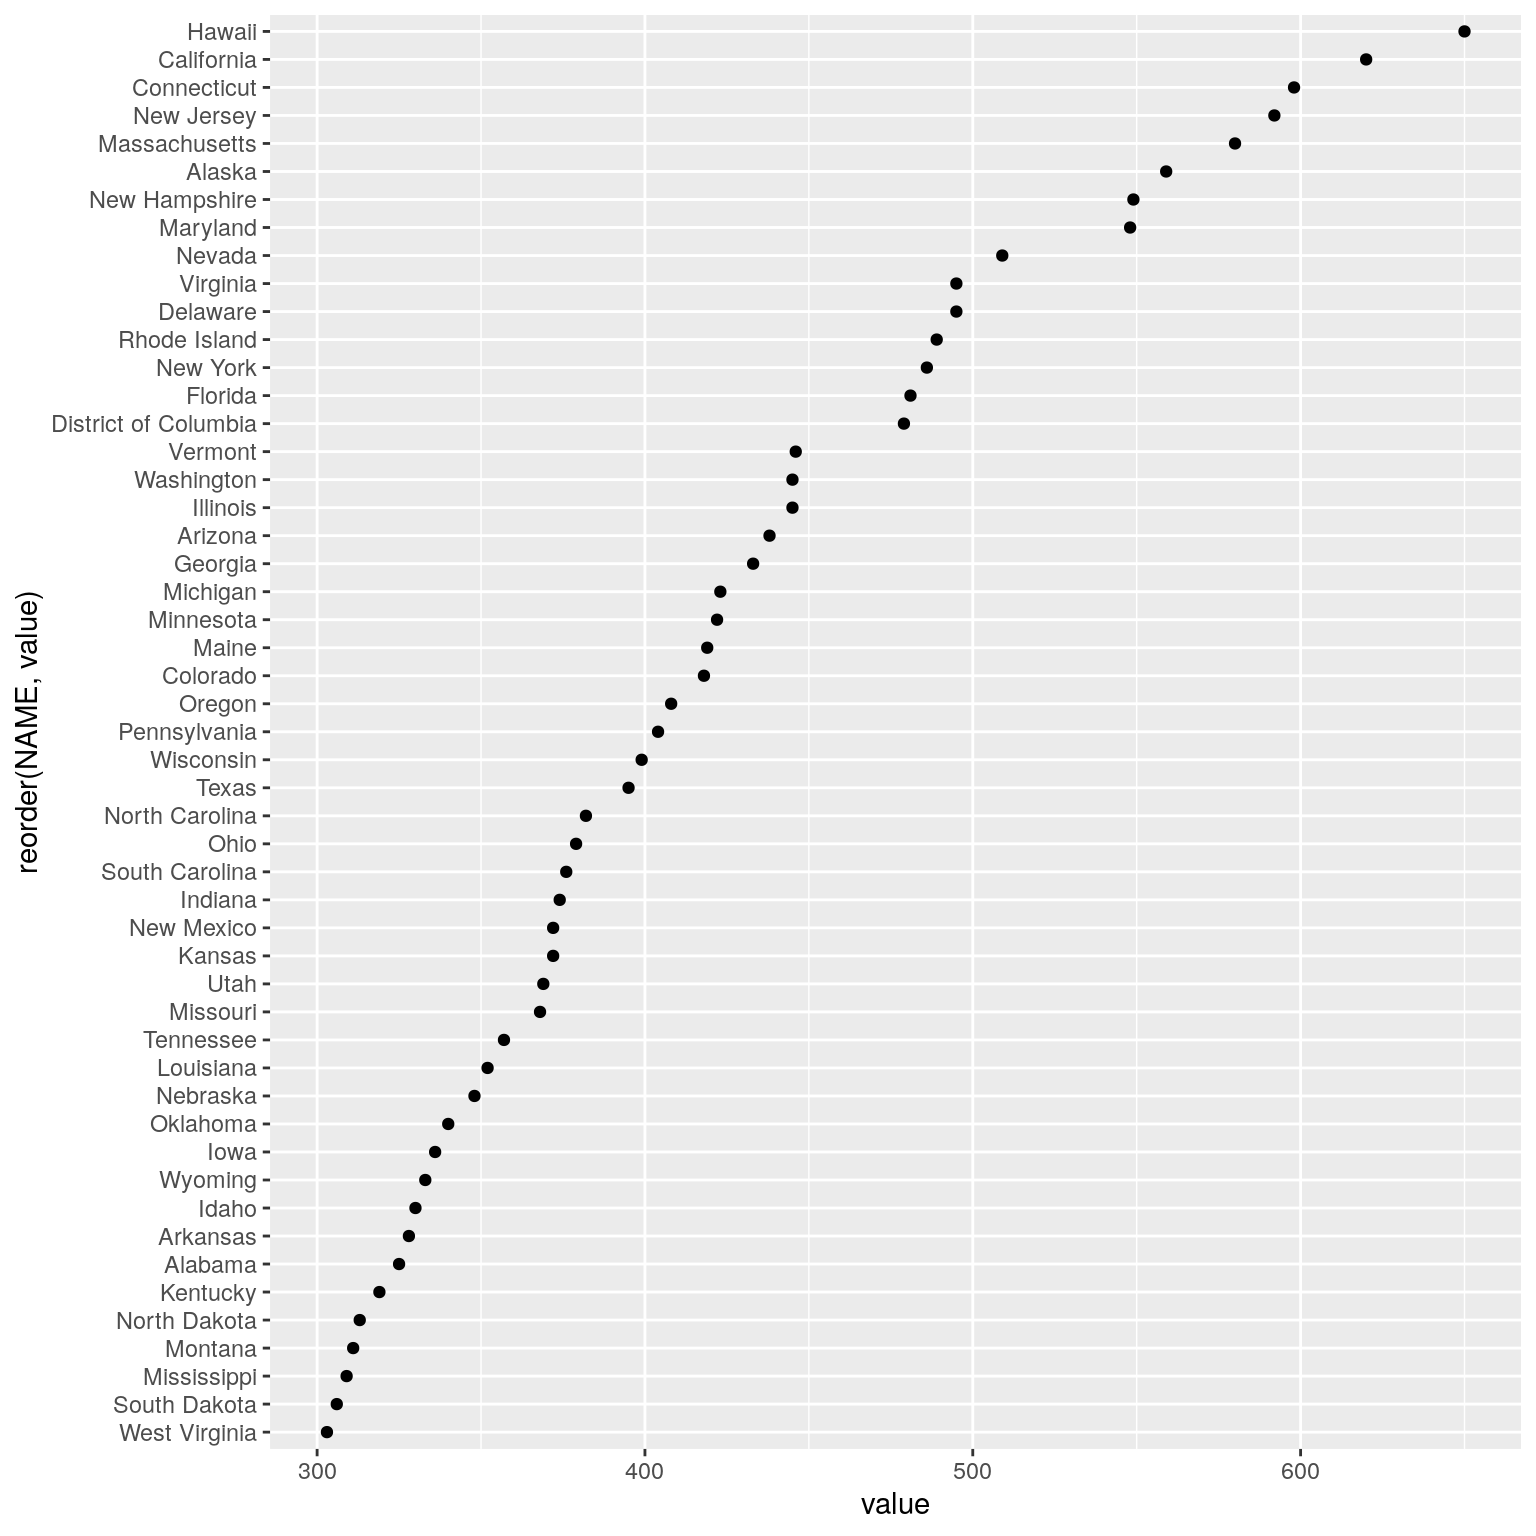 Hawaii
California
Connecticut
New Jersey
Massachusetts
Alaska
New Hampshire
Maryland
Nevada
Virginia
Delaware
Rhode Island
New York
Florida
District of Columbia
Vermont
Washington
Illinois
Arizona
Georgia
Michigan
Minnesota
Maine
Colorado
Oregon
Pennsylvania
Wisconsin
Texas
North Carolina
Ohio
South Carolina
Indiana
New Mexico
Kansas
Utah
Missouri
Tennessee
Louisiana
Nebraska
Oklahoma
Iowa
Wyoming
Idaho
Arkansas
Alabama
Kentucky
North Dakota
Montana
Mississippi
South Dakota
West Virginia
reorder(NAME, value)
300 400 500 600
value